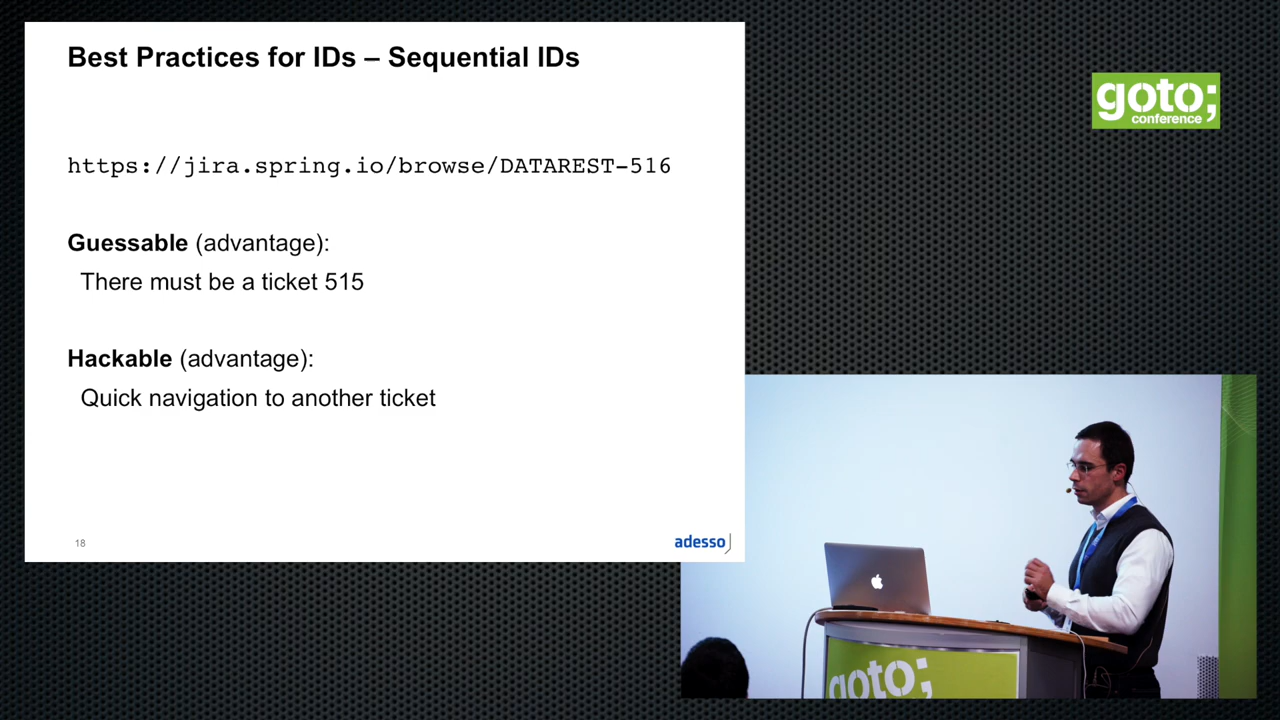 Best Practices for IDs – Sequential IDs
https://jira.spring.io/browse/DATAREST-516
Guessable (advantage):
There must be a ticket 515
Hackable (advantage):
Quick navigation to another ticket
18
adesso
goto;
conference
goto;